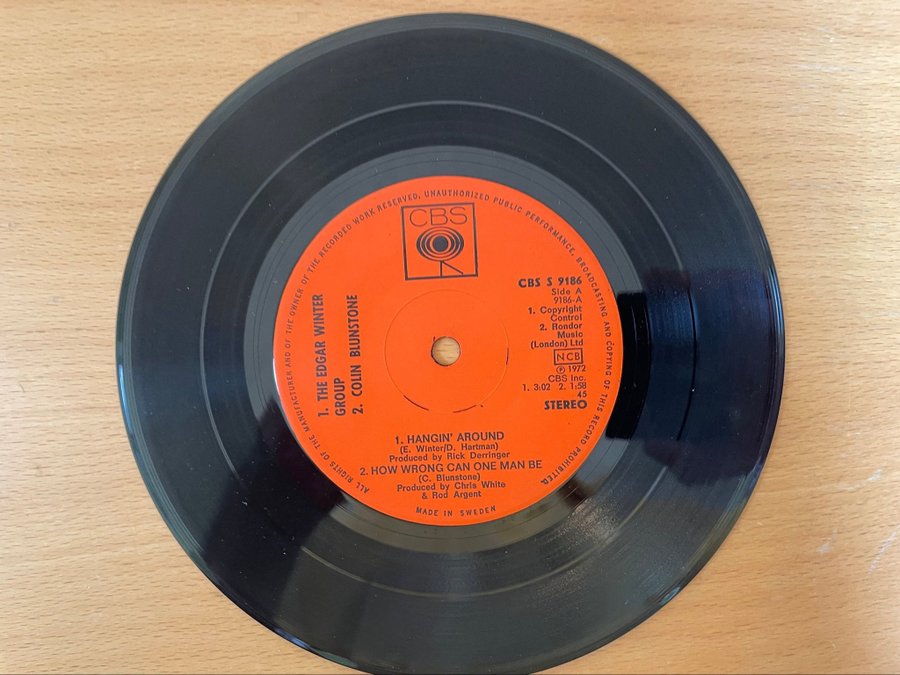 ALL RIGHTS OF THE MANUFACTURER AND OF THE OWNER OF THE RECORDED WORK RESERVED. UNAUTHORIZED PUBLIC PERFORMANCE, BROADCASTING AND COPYING OF THIS RECORD PROHIBITED.
CBS
1. THE EDGAR WINTER
GROUP
2. COLIN BLUNSTONE
CBS S 9186
Side A
9186-A
1. Copyright
Control
2. Rondor
Music
(London) Ltd
NCB
℗ 1972
CBS Inc.
1. 3:02 2. 1:58
45
STEREO
1. HANGIN' AROUND
(E. Winter/D. Hartman)
Produced by Rick Derringer
2. HOW WRONG CAN ONE MAN BE
(C. Blunstone)
Produced by Chris White
& Rod Argent
MADE IN SWEDEN